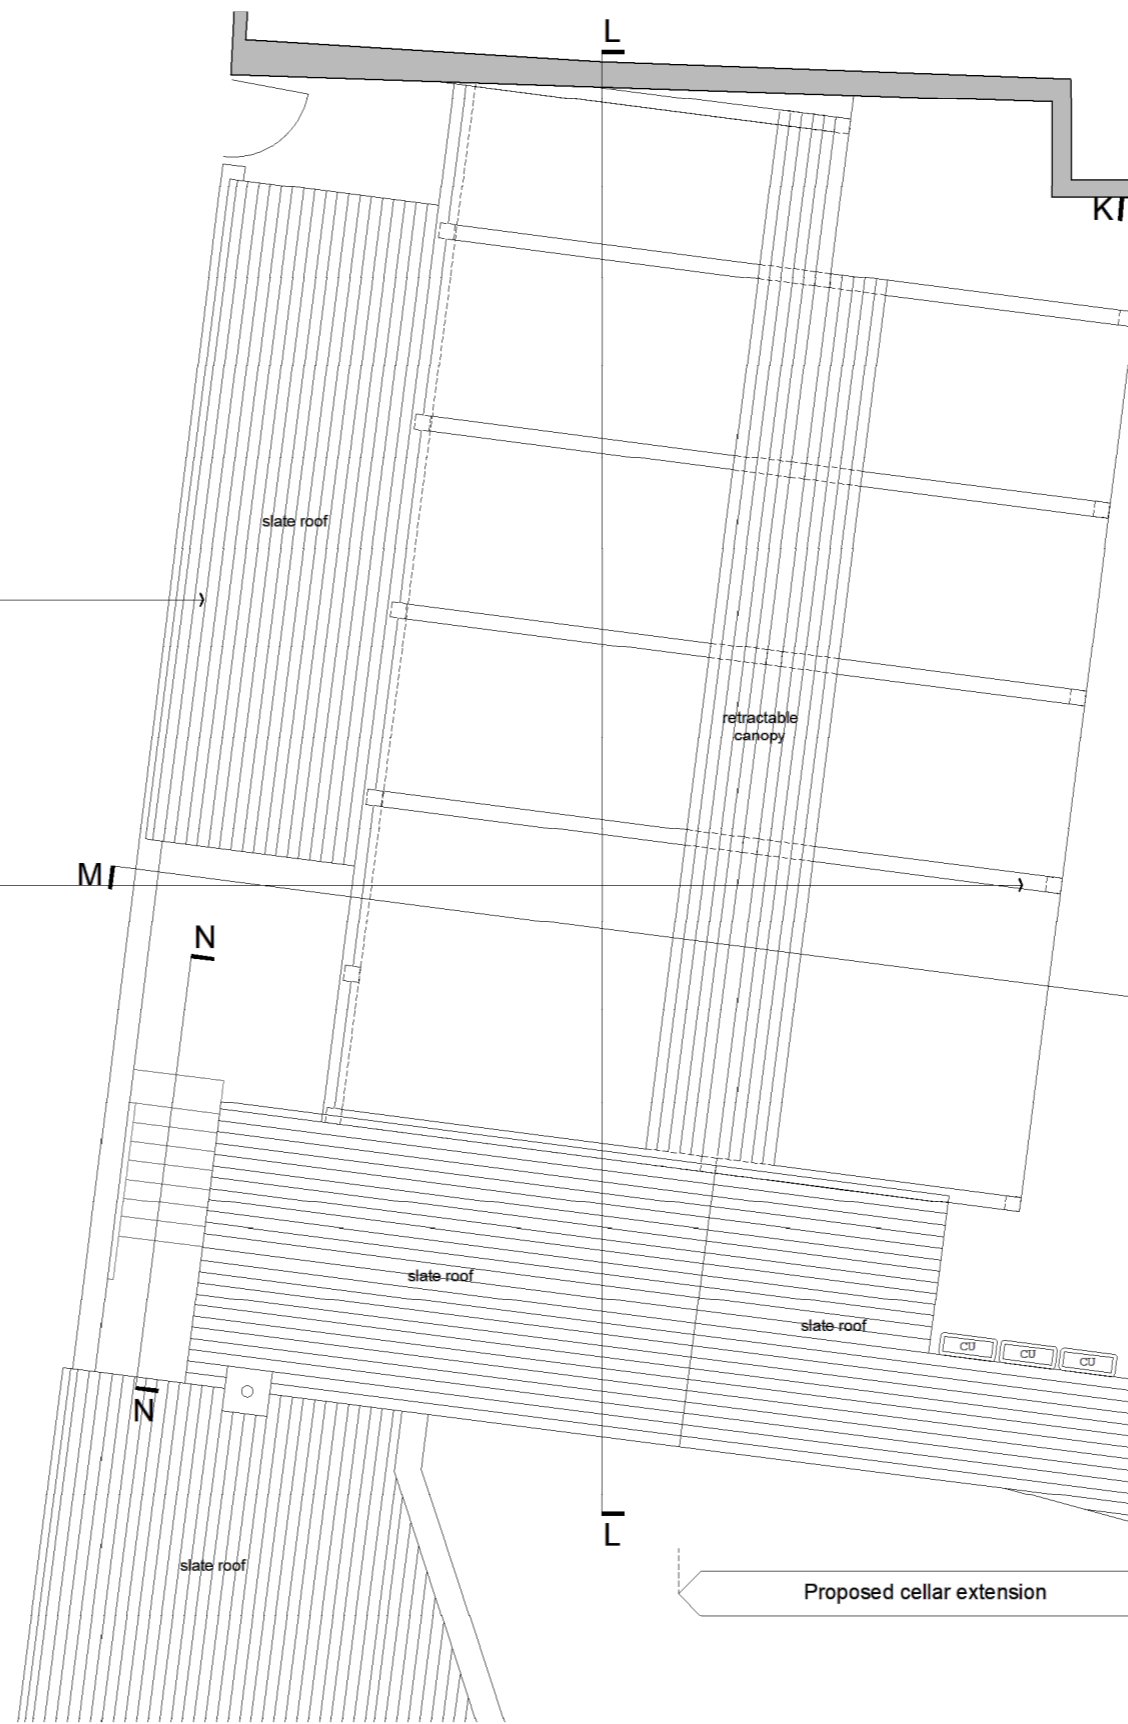 L
K
slate roof
retractable
canopy
M
N
slate roof
slate roof
CU
CU
CU
N
L
slate roof
Proposed cellar extension